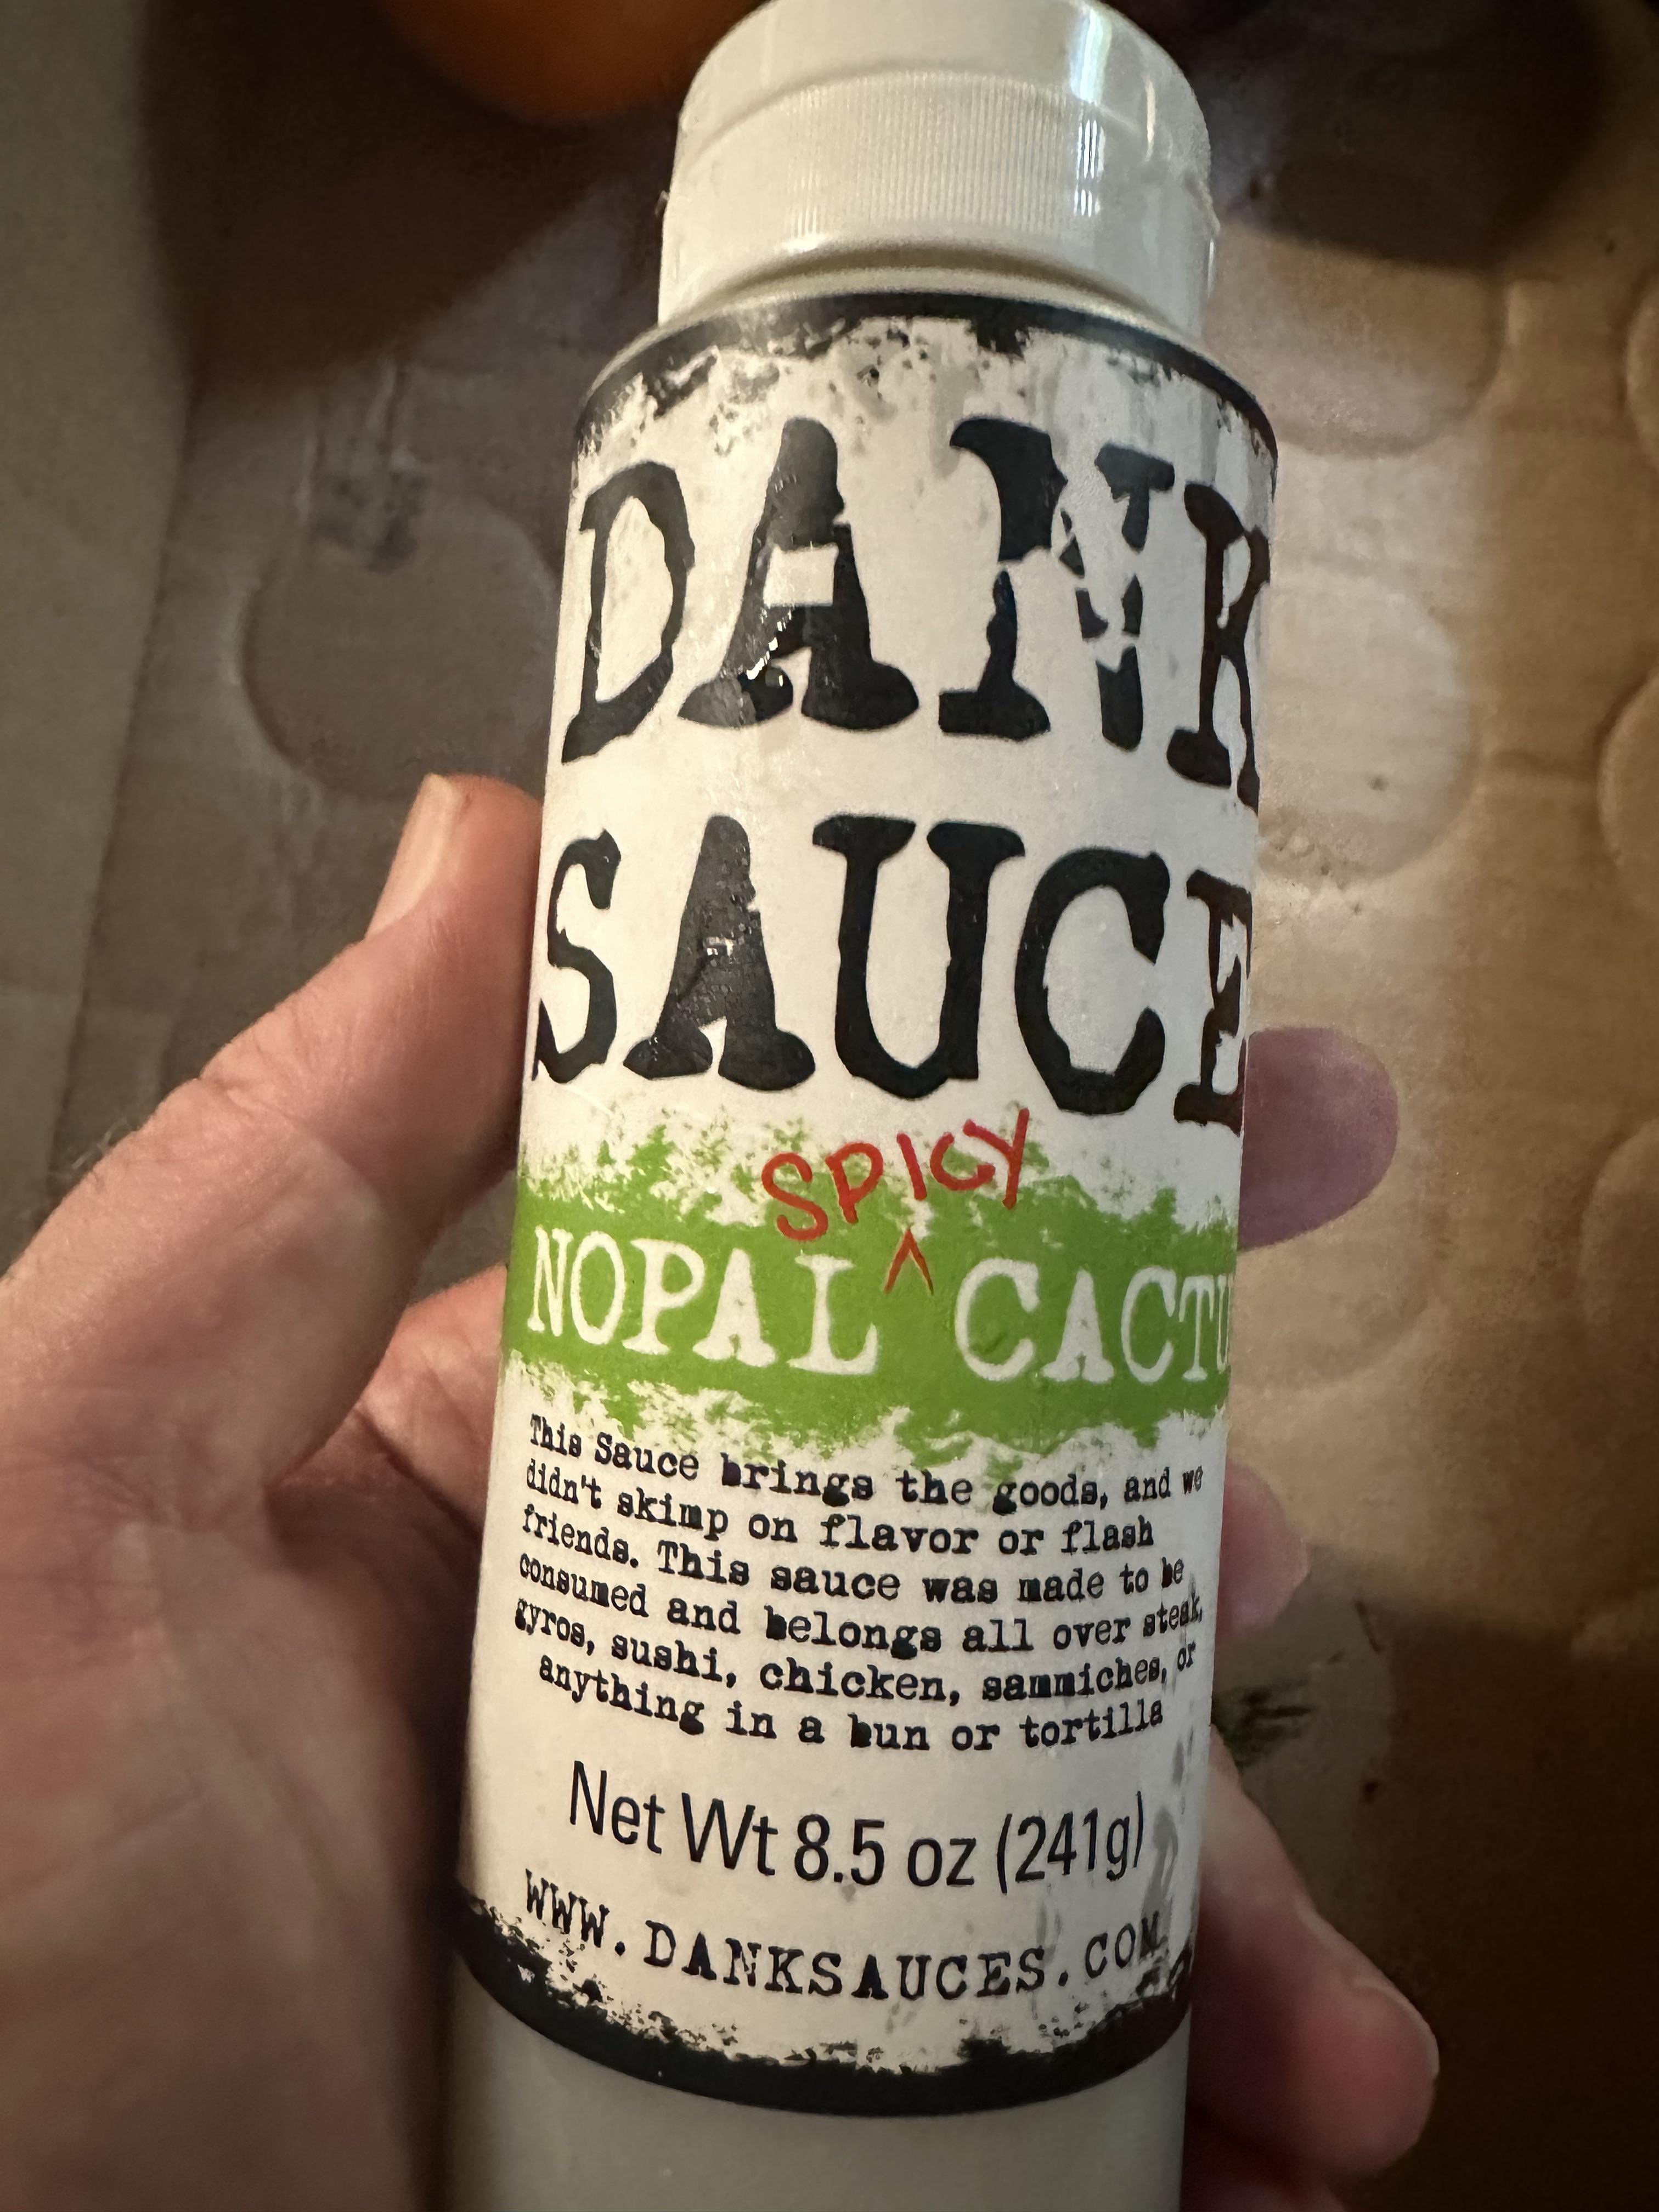 DANK
SAUCE
SPICY
NOPAL ^ CACTU
This Sauce brings the goods, and we
didn't skimp on flavor or flash
friends. This sauce was made to be
consumed and belongs all over steak,
gyros, sushi, chicken, sammiches, or
anything in a bun or tortilla
Net Wt 8.5 oz (241g)
WWW.DANKSAUCES.COM